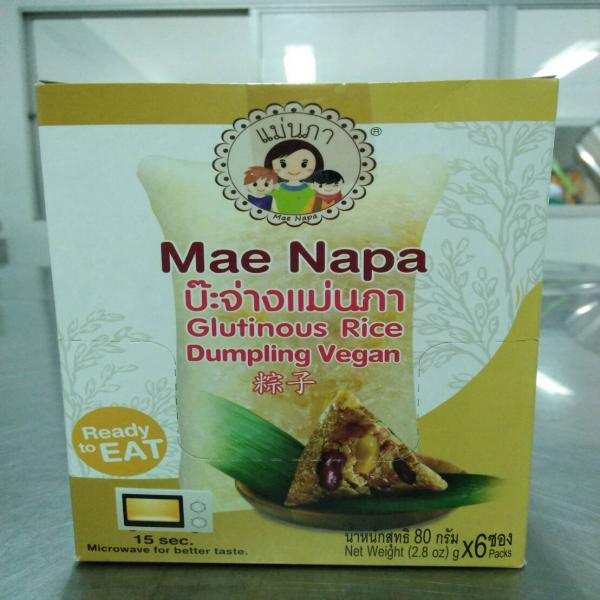 แม่นภา
®
Mae Napa
Mae Napa
บ๊ะจ่างแม่นภา
Glutinous Rice
Dumpling Vegan
粽子
Ready
to EAT
15 sec.
Microwave for better taste.
น้ำหนักสุทธิ 80 กรัม x6 ซอง
Net Weight (2.8 oz) g Packs